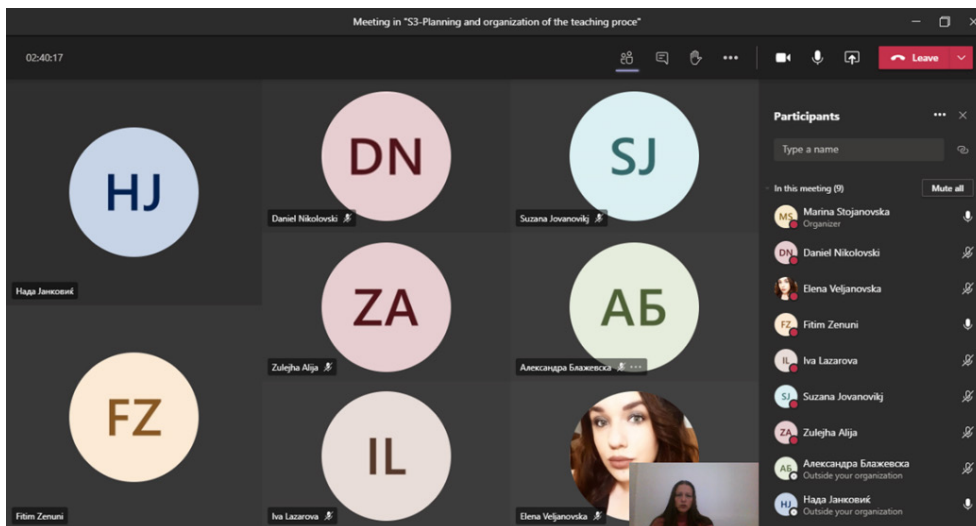 Meeting in "S3-Planning and organization of the teaching proce"
02:40:17
Leave
HJ
Нада Јанковиќ
DN
Daniel Nikolovski
SJ
Suzana Jovanovikj
FZ
Fitim Zenuni
ZA
Zulejha Alija
АБ
Александра Блажевска
IL
Iva Lazarova
Elena Veljanovska
Participants
Type a name
In this meeting (9)
Mute all
MS
Marina Stojanovska
Organizer
DN
Daniel Nikolovski
Elena Veljanovska
FZ
Fitim Zenuni
IL
Iva Lazarova
SJ
Suzana Jovanovikj
ZA
Zulejha Alija
АБ
Александра Блажевска
Outside your organization
HJ
Нада Јанковиќ
Outside your organization